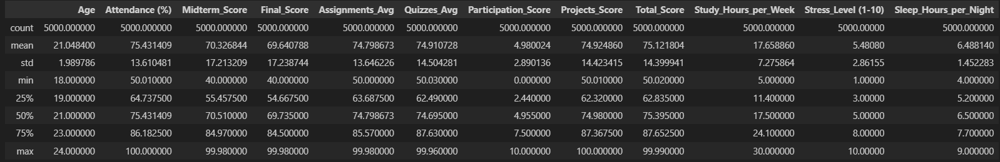 Age Attendance (%) Midterm_Score Final_Score Assignments_Avg Quizzes_Avg Participation_Score Projects_Score Total_Score Study_Hours_per_Week Stress_Level (1-10) Sleep_Hours_per_Night
count 5000.000000 5000.000000 5000.000000 5000.000000 5000.000000 5000.000000 5000.000000 5000.000000 5000.000000 5000.000000 5000.00000 5000.000000
mean 21.048400 75.431409 70.326844 69.640788 74.798673 74.910728 4.980024 74.924860 75.121804 17.658860 5.48080 6.488140
std 1.989786 13.610481 17.213209 17.238744 13.646226 14.504281 2.890136 14.423415 14.399941 7.275864 2.86155 1.452283
min 18.000000 50.010000 40.000000 40.000000 50.000000 50.030000 0.000000 50.010000 50.020000 5.000000 1.00000 4.000000
25% 19.000000 64.737500 55.457500 54.667500 63.687500 62.490000 2.440000 62.320000 62.835000 11.400000 3.00000 5.200000
50% 21.000000 75.431409 70.510000 69.735000 74.798673 74.695000 4.955000 74.980000 75.395000 17.500000 5.00000 6.500000
75% 23.000000 86.182500 84.970000 84.500000 85.570000 87.630000 7.500000 87.367500 87.652500 24.100000 8.00000 7.700000
max 24.000000 100.000000 99.980000 99.980000 99.980000 99.960000 10.000000 100.000000 99.990000 30.000000 10.00000 9.000000